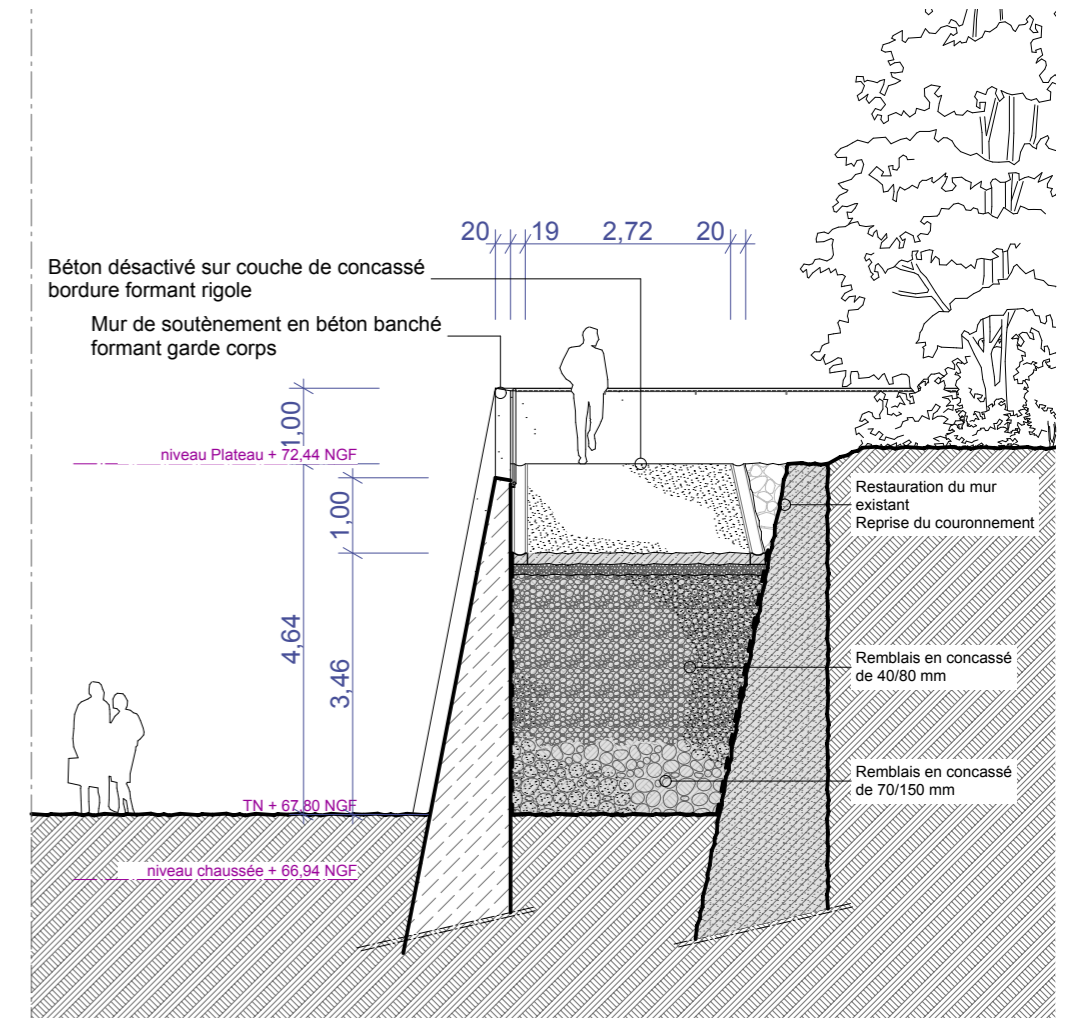 20 19 2,72 20
Béton désactivé sur couche de concassé
bordure formant rigole
Mur de soutènement en béton banché
formant garde corps
1,00
niveau Plateau + 72,44 NGF
1,00
4,64
3,46
TN + 67,80 NGF
niveau chaussée + 66,94 NGF
Restauration du mur
existant
Reprise du couronnement
Remblais en concassé
de 40/80 mm
Remblais en concassé
de 70/150 mm